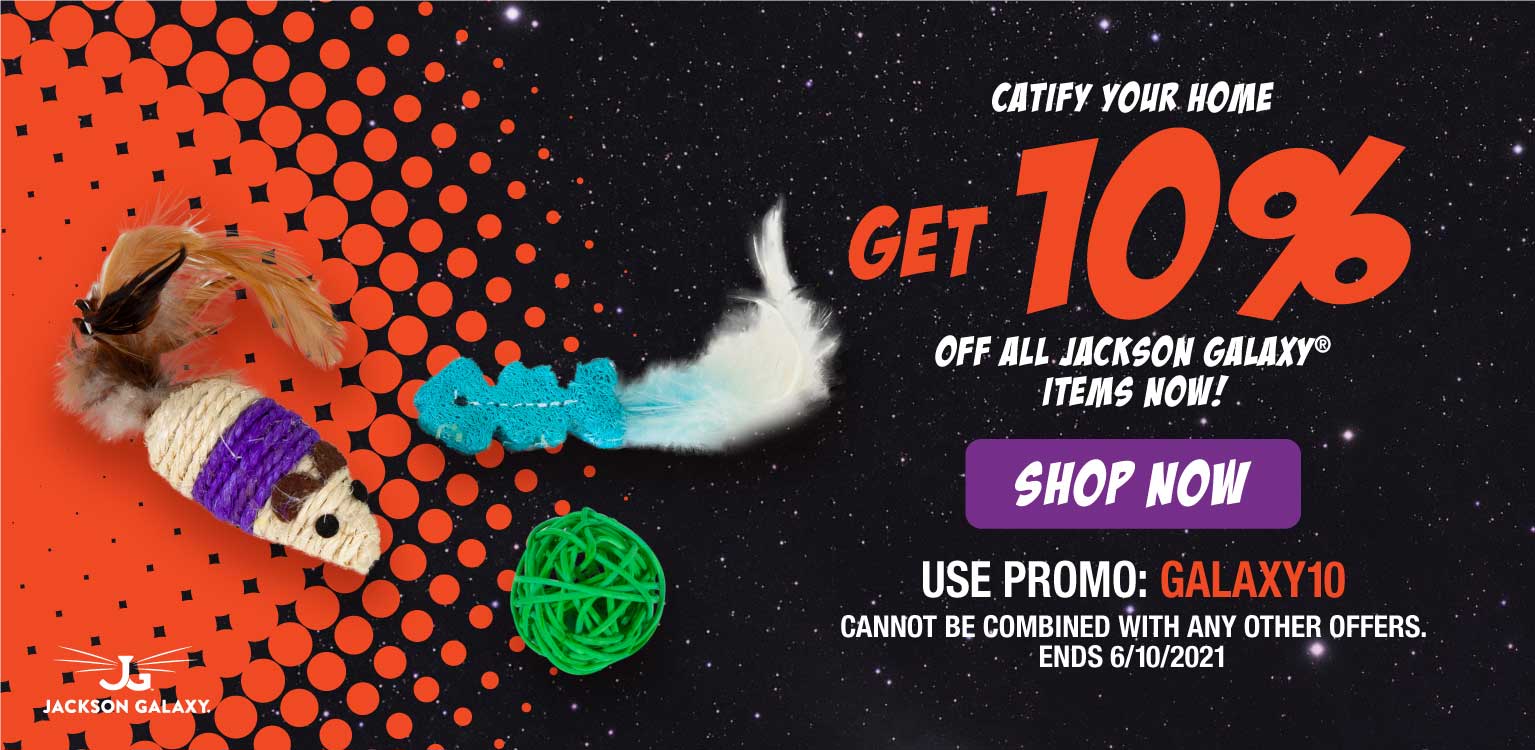 CATIFY YOUR HOME
GET 10%
OFF ALL JACKSON GALAXY®
ITEMS NOW!
SHOP NOW
USE PROMO: GALAXY10
CANNOT BE COMBINED WITH ANY OTHER OFFERS.
ENDS 6/10/2021
JG
JACKSON GALAXY.